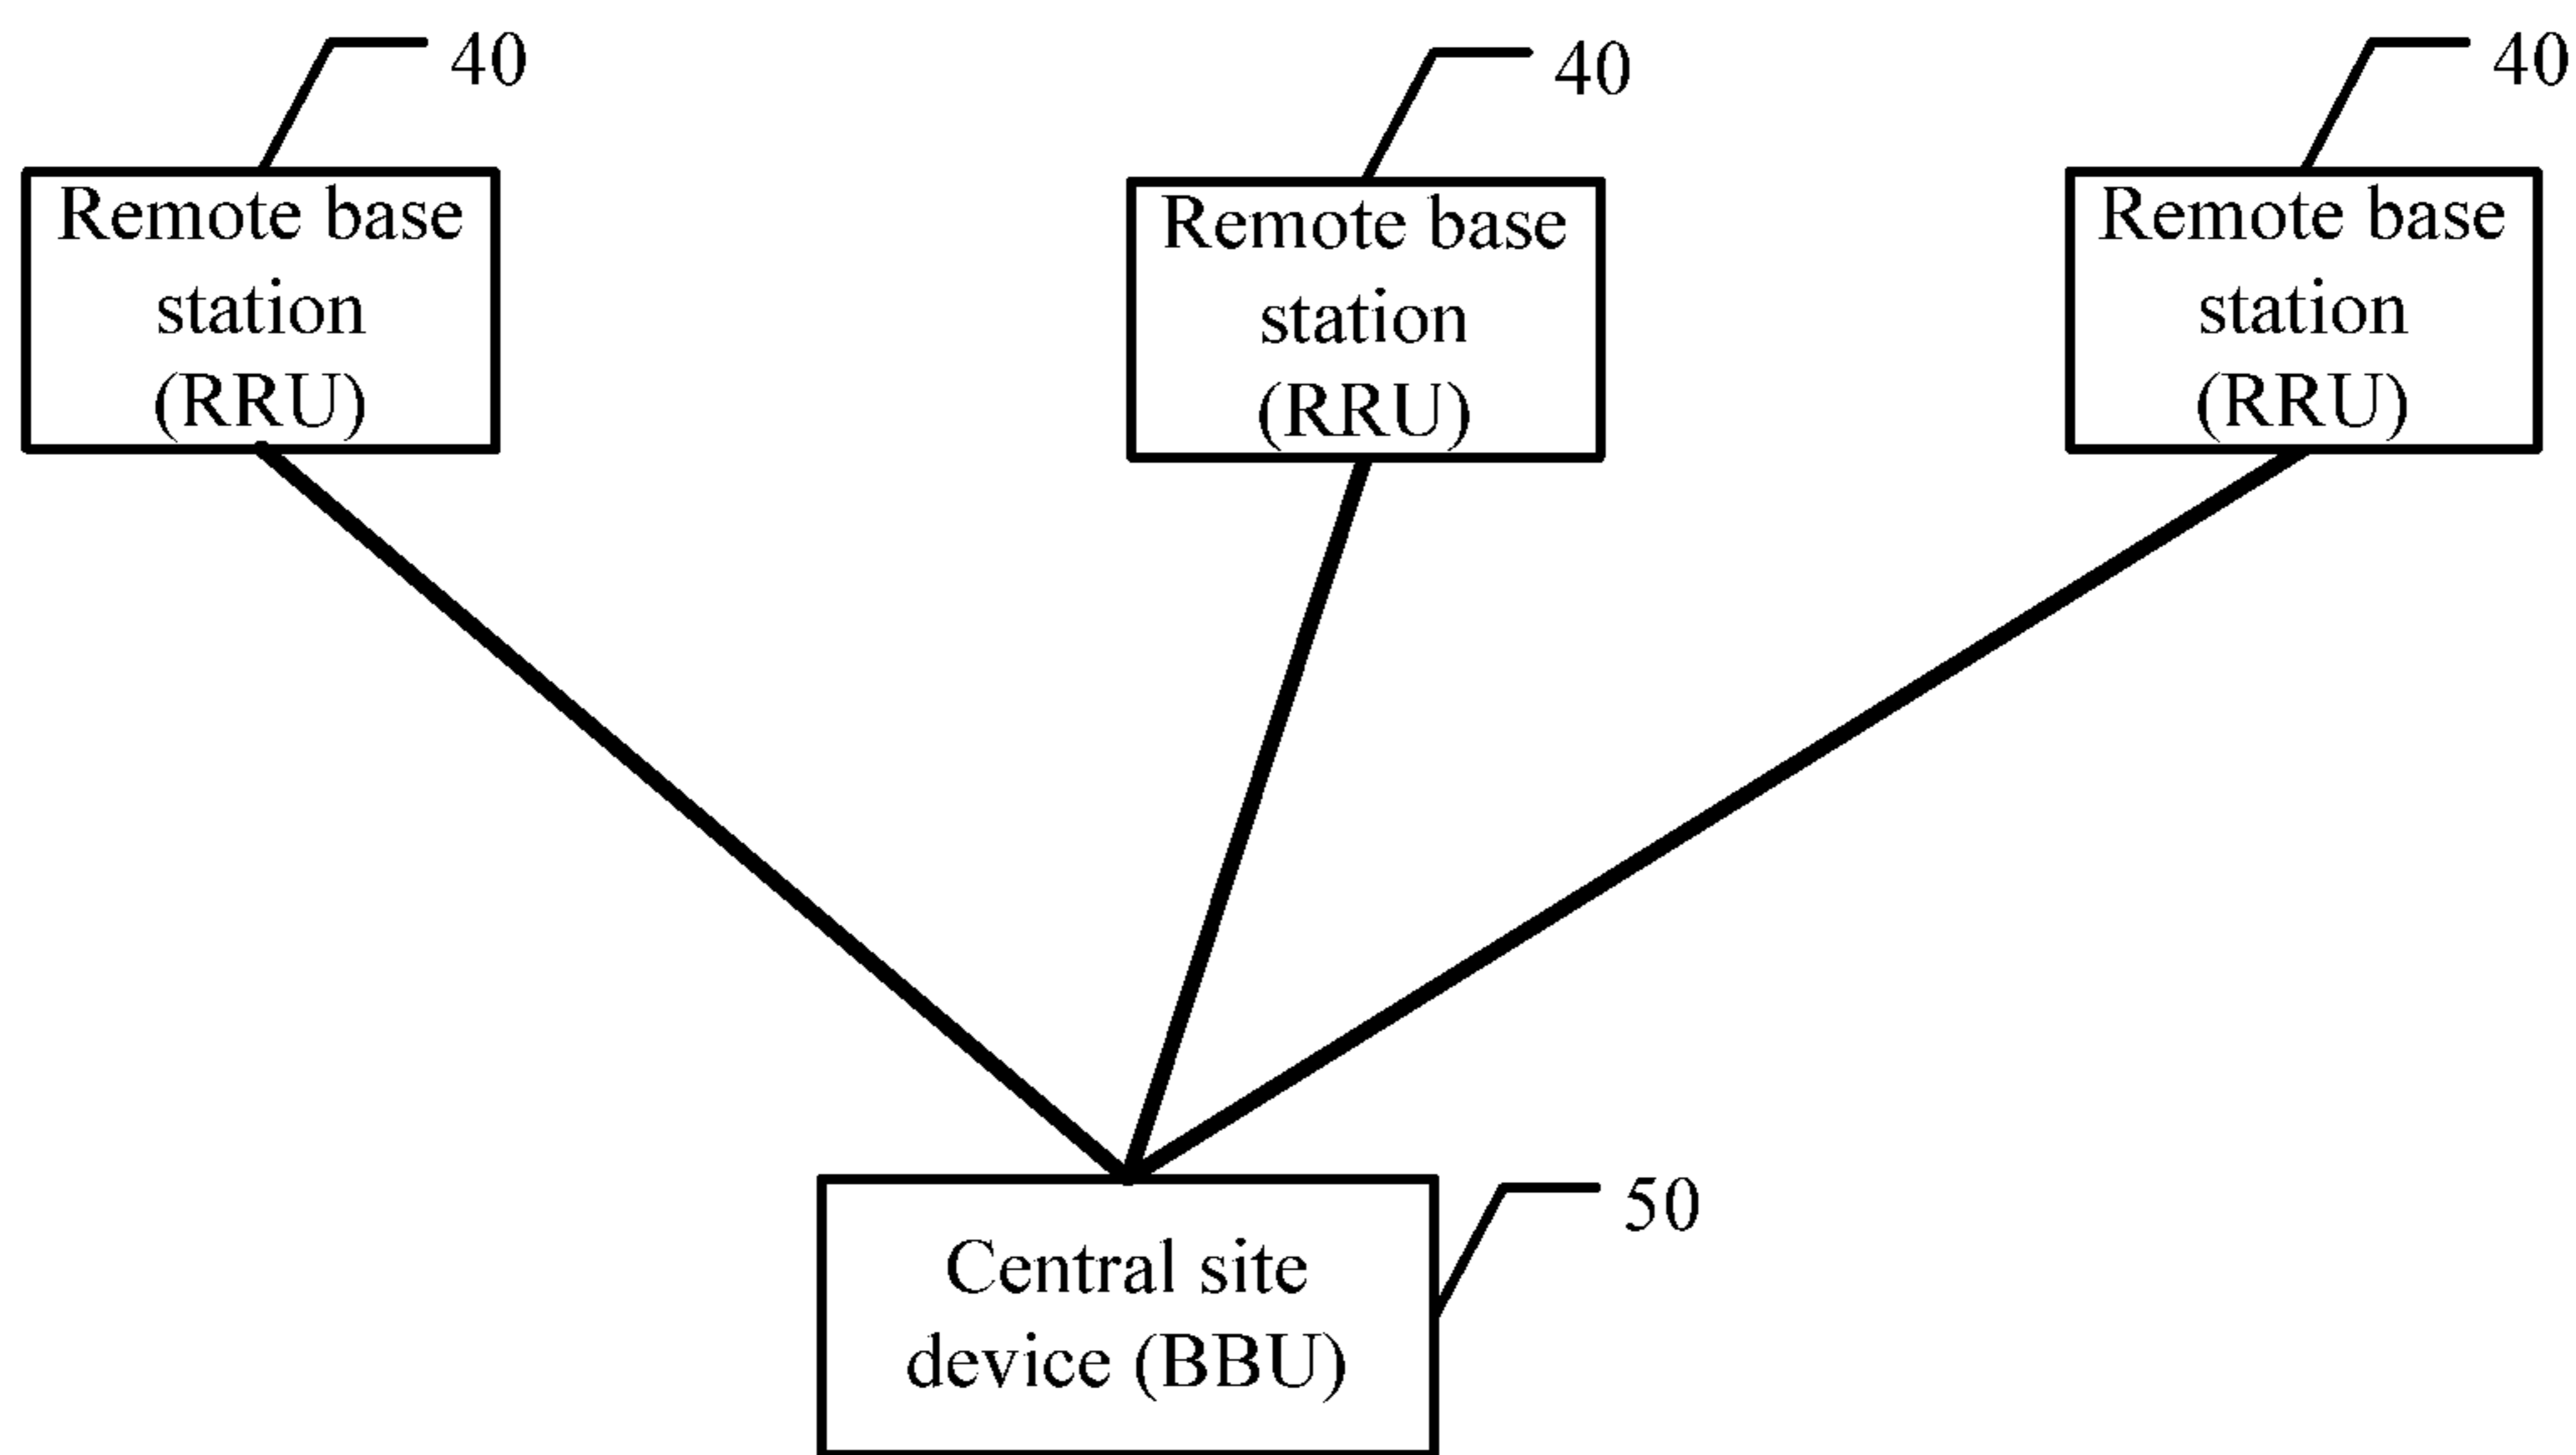 40
40
40
Remote base
station
(RRU)
Remote base
station
(RRU)
Remote base
station
(RRU)
50
Central site
device (BBU)